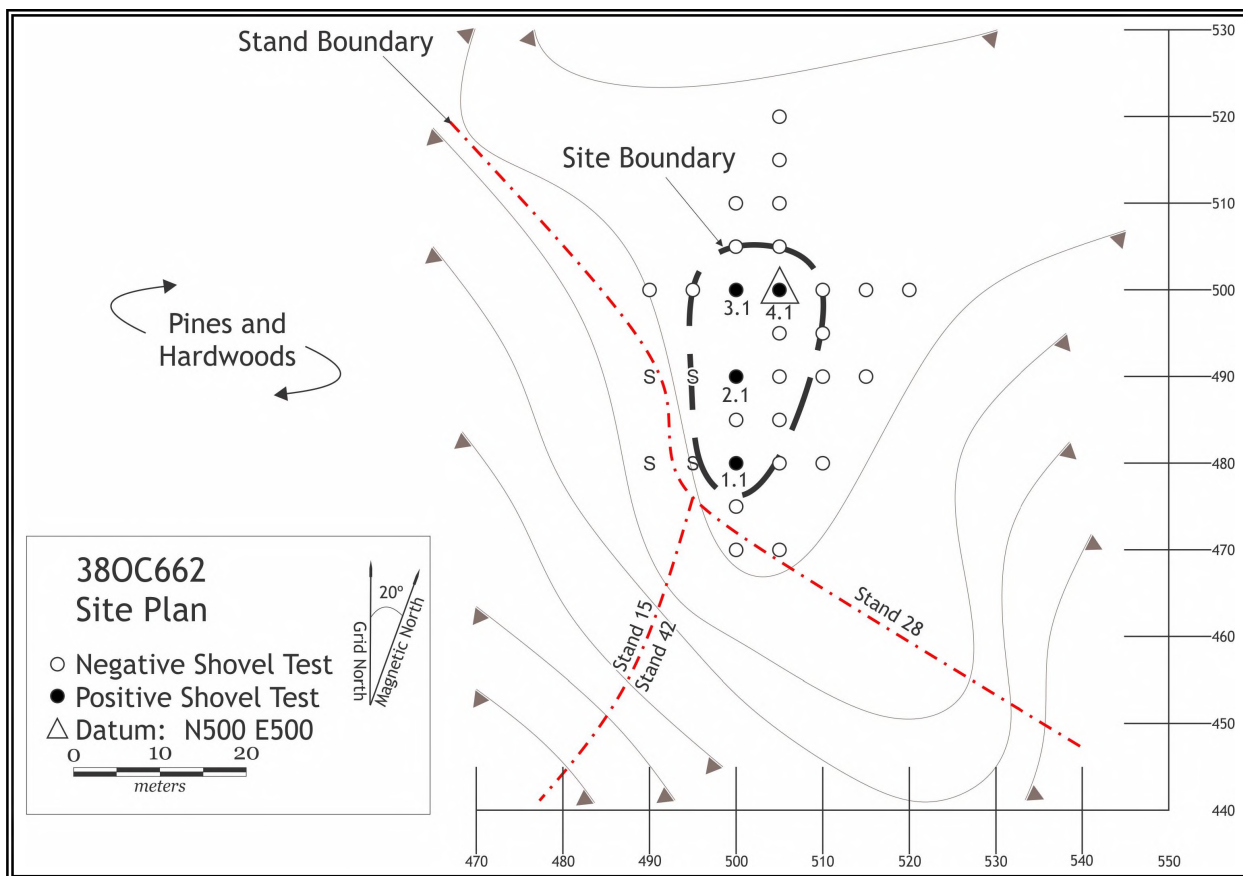 Stand Boundary
Site Boundary
Pines and
Hardwoods
3.1
4.1
S S
2.1
S S
1.1
Stand 15
Stand 42
Stand 28
530
520
510
500
490
480
470
460
450
440
470 480 490 500 510 520 530 540 550
38OC662
Site Plan
20°
Grid North
Magnetic North
Negative Shovel Test
Positive Shovel Test
Datum: N500 E500
0 10 20
meters